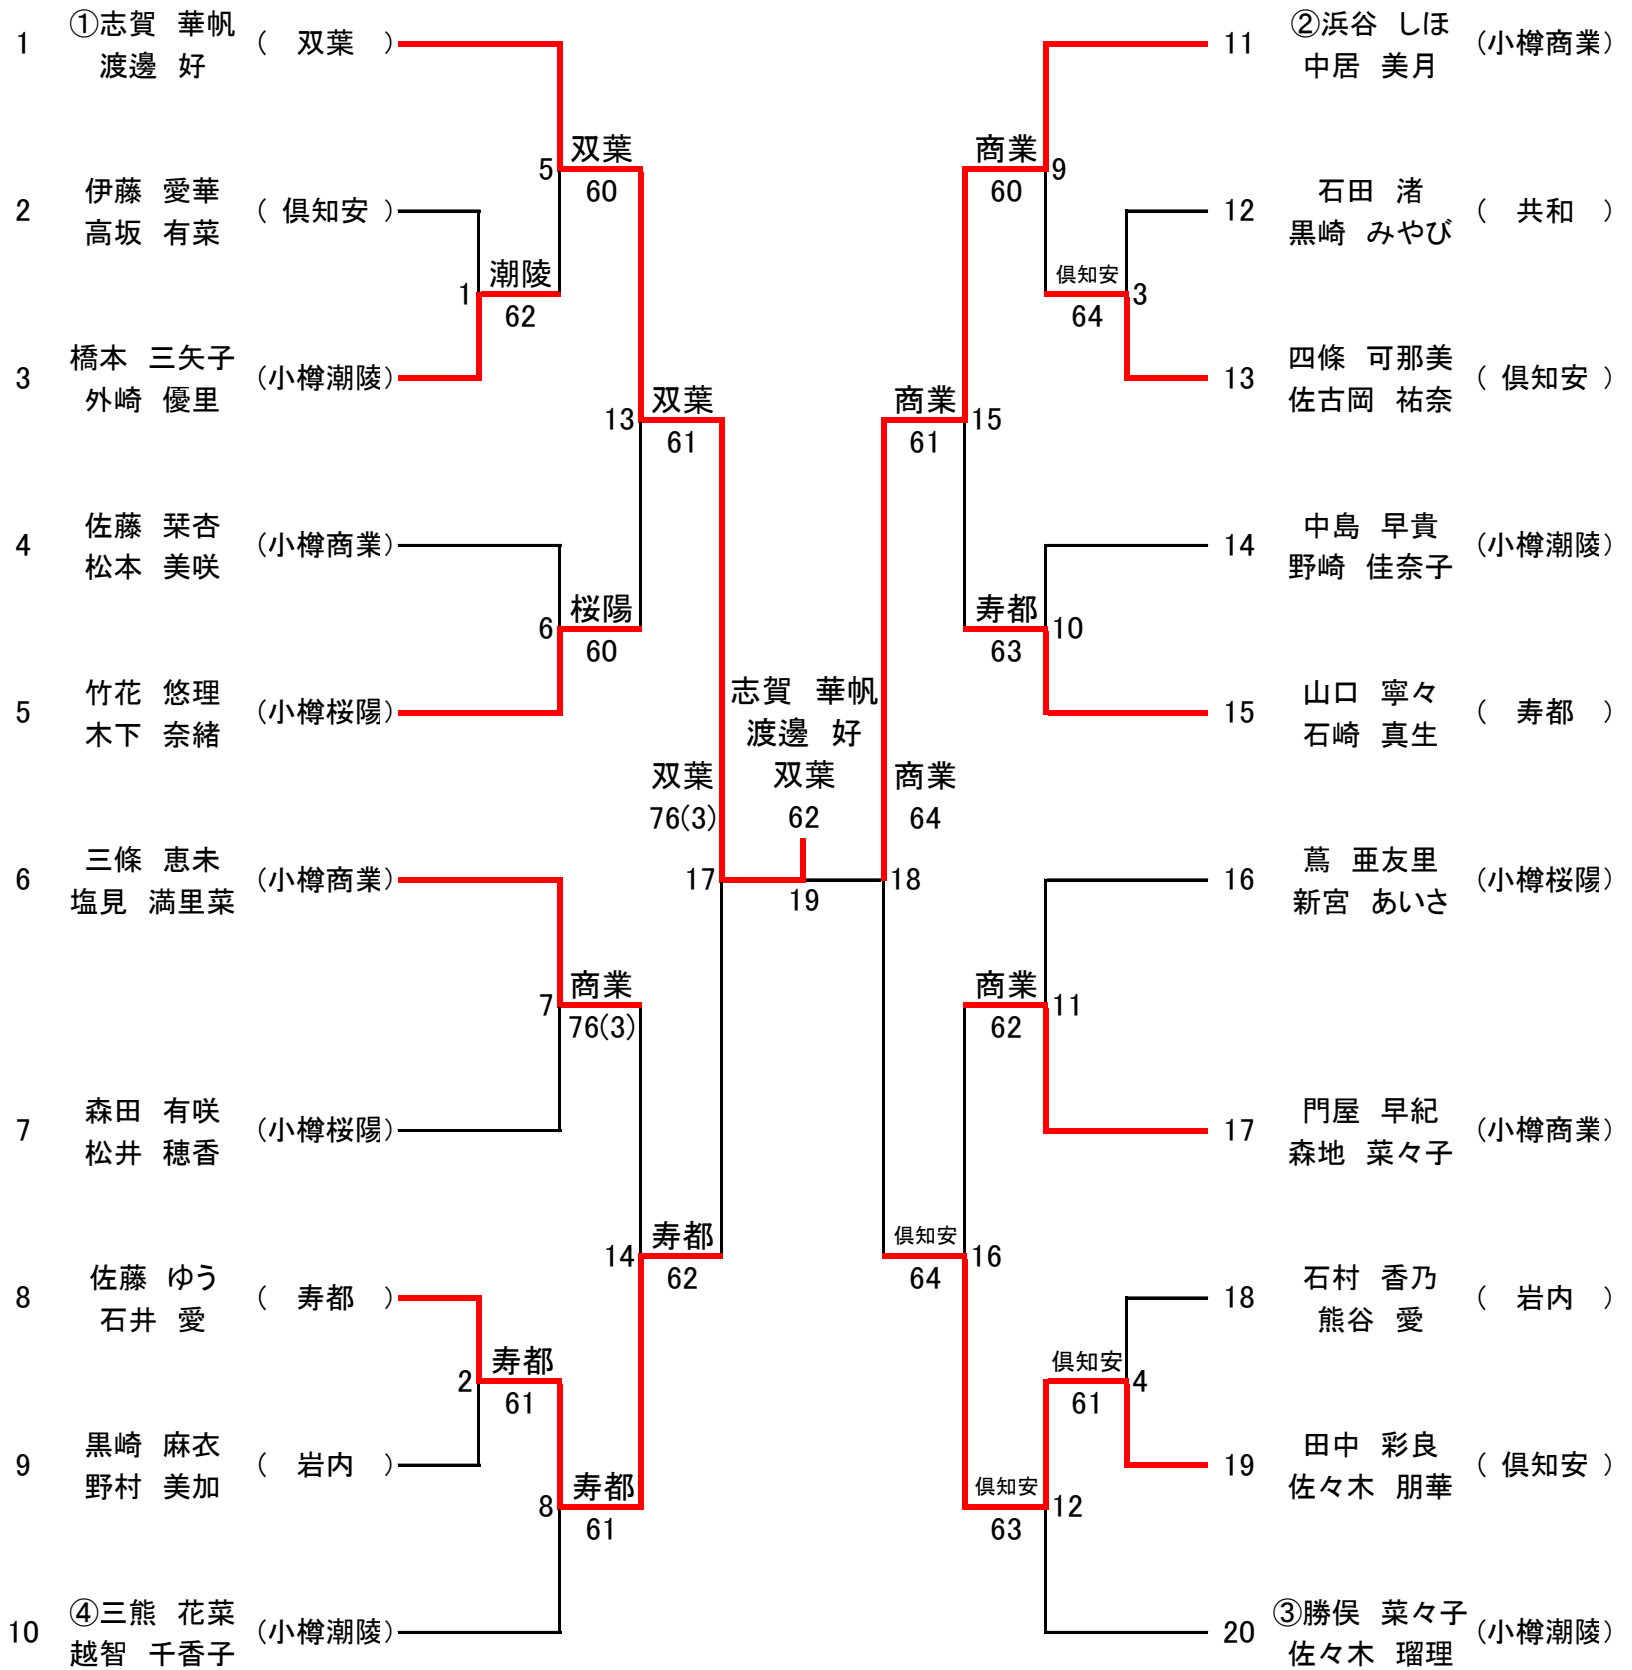 1 ①志賀 華帆 ( 双葉 )
渡邊 好
2 伊藤 愛華 ( 倶知安 )
高坂 有菜
3 橋本 三矢子 (小樽潮陵)
外崎 優里
4 佐藤 栞杏 (小樽商業)
松本 美咲
5 竹花 悠理 (小樽桜陽)
木下 奈緒
6 三條 恵未 (小樽商業)
塩見 満里菜
7 森田 有咲 (小樽桜陽)
松井 穂香
8 佐藤 ゆう ( 寿都 )
石井 愛
9 黒崎 麻衣 ( 岩内 )
野村 美加
10 ④三熊 花菜 (小樽潮陵)
越智 千香子
1 潮陵
62
2 寿都
61
5 双葉
60
6 桜陽
60
7 商業
76(3)
8 寿都
61
13 双葉
61
14 寿都
62
双葉
76(3)
17
志賀 華帆
渡邊 好
双葉
62
19
商業
64
18
商業 15
61
倶知安 16
64
商業 9
60
寿都 10
63
商業 11
62
倶知安 12
63
倶知安 3
64
倶知安 4
61
11 ②浜谷 しほ (小樽商業)
中居 美月
12 石田 渚 ( 共和 )
黒崎 みやび
13 四條 可那美 ( 倶知安 )
佐古岡 祐奈
14 中島 早貴 (小樽潮陵)
野崎 佳奈子
15 山口 寧々 ( 寿都 )
石崎 真生
16 蔦 亜友里 (小樽桜陽)
新宮 あいさ
17 門屋 早紀 (小樽商業)
森地 菜々子
18 石村 香乃 ( 岩内 )
熊谷 愛
19 田中 彩良 ( 倶知安 )
佐々木 朋華
20 ③勝俣 菜々子 (小樽潮陵)
佐々木 瑠理